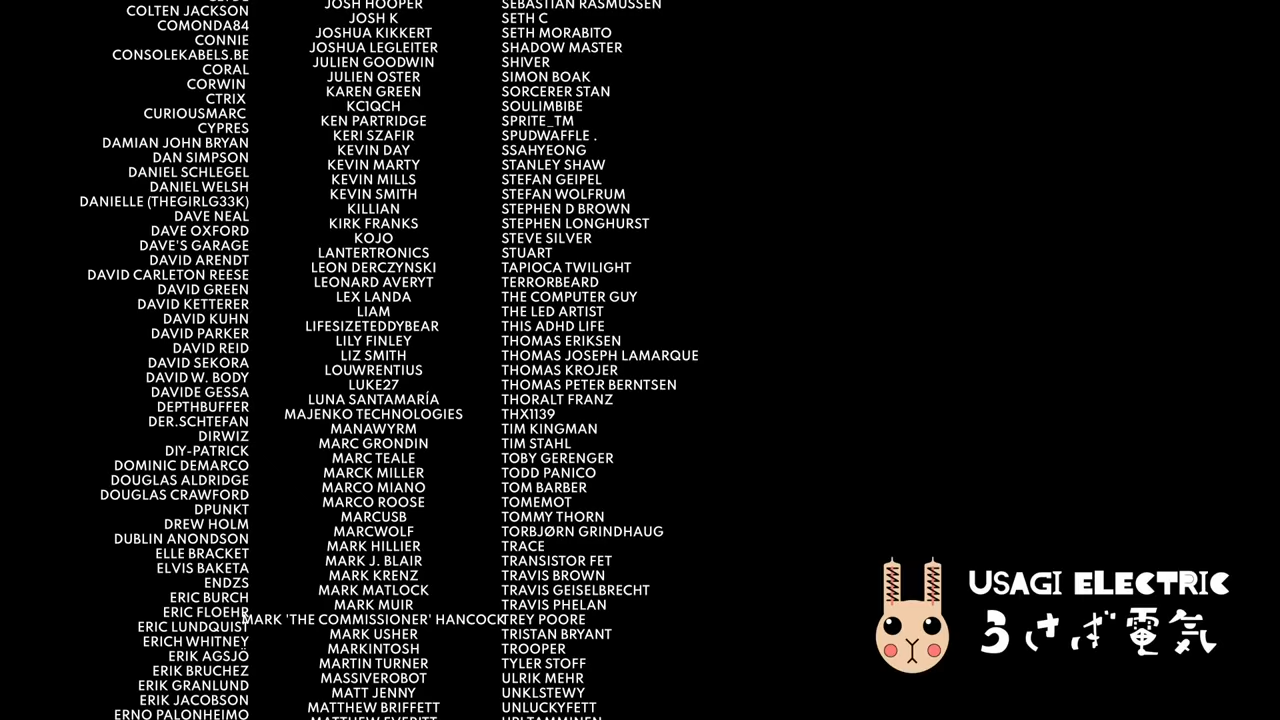 COLTEN JACKSON
COMONDA84
CONNIE
CONSOLEKABELS.BE
CORAL
CORWIN
CTRIX
CURIOUSMARC
CYPRES
DAMIAN JOHN BRYAN
DAN SIMPSON
DANIEL SCHLEGEL
DANIEL WELSH
DANIELLE (THEGIRLG33K)
DAVE NEAL
DAVE OXFORD
DAVE'S GARAGE
DAVID ARENDT
DAVID CARLETON REESE
DAVID GREEN
DAVID KETTERER
DAVID KUHN
DAVID PARKER
DAVID REID
DAVID SEKORA
DAVID W. BODY
DAVIDE GESSA
DEPTHBUFFER
DER.SCHTEFAN
DIRWIZ
DIY-PATRICK
DOMINIC DEMARCO
DOUGLAS ALDRIDGE
DOUGLAS CRAWFORD
DPUNKT
DREW HOLM
DUBLIN ANONDSON
ELLE BRACKET
ELVIS BAKETA
ENDZS
ERIC BURCH
ERIC FLOEHR
ERIC LUNDQUIST
ERICH WHITNEY
ERIK AGSJÖ
ERIK BRUCHEZ
ERIK GRANLUND
ERIK JACOBSON
ERNO PALONHEIMO
JOSH HOOPER
JOSH K
JOSHUA KIKKERT
JOSHUA LEGLEITER
JULIEN GOODWIN
JULIEN OSTER
KAREN GREEN
KC1QCH
KEN PARTRIDGE
KERI SZAFIR
KEVIN DAY
KEVIN MARTY
KEVIN MILLS
KEVIN SMITH
KILLIAN
KIRK FRANKS
KOJO
LANTERTRONICS
LEON DERCZYNSKI
LEONARD AVERYT
LEX LANDA
LIAM
LIFESIZETEDDYBEAR
LILY FINLEY
LIZ SMITH
LOUWRENTIUS
LUKE27
LUNA SANTAMARÍA
MAJENKO TECHNOLOGIES
MANAWYRM
MARC GRONDIN
MARC TEALE
MARCK MILLER
MARCO MIANO
MARCO ROOSE
MARCUSB
MARCWOLF
MARK HILLIER
MARK J. BLAIR
MARK KRENZ
MARK MATLOCK
MARK MUIR
MARK 'THE COMMISSIONER' HANCOCK
MARK USHER
MARKINTOSH
MARTIN TURNER
MASSIVEROBOT
MATT JENNY
MATTHEW BRIFFETT
MATTHEW EVERITT
SEBASTIAN RASMUSSEN
SETH C
SETH MORABITO
SHADOW MASTER
SHIVER
SIMON BOAK
SORCERER STAN
SOULIMBIBE
SPRITE_TM
SPUDWAFFLE .
SSAHYEONG
STANLEY SHAW
STEFAN GEIPEL
STEFAN WOLFRUM
STEPHEN D BROWN
STEPHEN LONGHURST
STEVE SILVER
STUART
TAPIOCA TWILIGHT
TERRORBEARD
THE COMPUTER GUY
THE LED ARTIST
THIS ADHD LIFE
THOMAS ERIKSEN
THOMAS JOSEPH LAMARQUE
THOMAS KROJER
THOMAS PETER BERNTSEN
THORALT FRANZ
THX1139
TIM KINGMAN
TIM STAHL
TOBY GERENGER
TODD PANICO
TOM BARBER
TOMEMOT
TOMMY THORN
TORBJØRN GRINDHAUG
TRACE
TRANSISTOR FET
TRAVIS BROWN
TRAVIS GEISELBRECHT
TRAVIS PHELAN
TREY POORE
TRISTAN BRYANT
TROOPER
TYLER STOFF
ULRIK MEHR
UNKLSTEWY
UNLUCKYFETT
UPI TAMMINEN
USAGI ELECTRIC
うさぎ電気